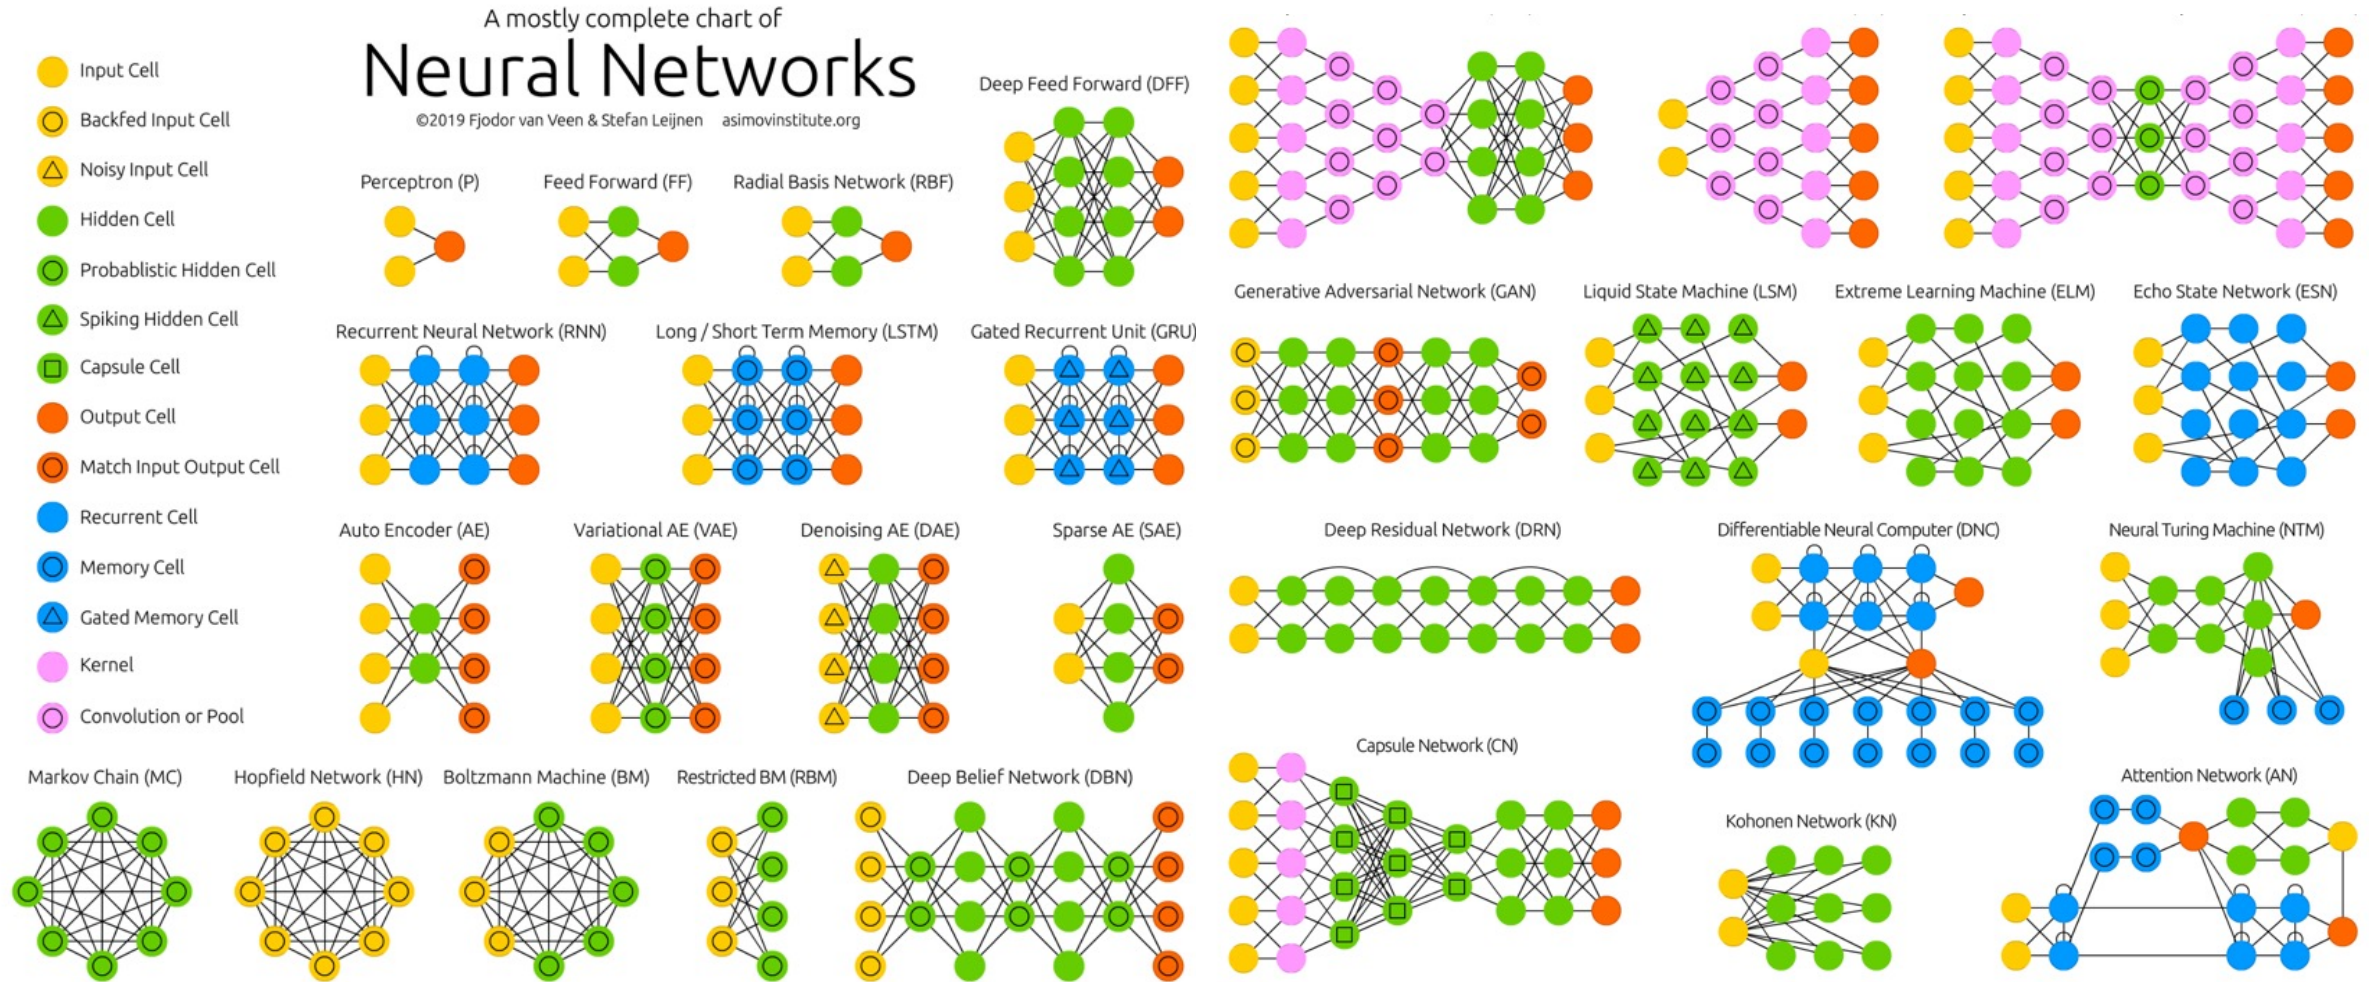 A mostly complete chart of
Neural Networks
©2019 Fjodor van Veen & Stefan Leijnen asimovinstitute.org
Input Cell
Backfed Input Cell
Noisy Input Cell
Hidden Cell
Probablistic Hidden Cell
Spiking Hidden Cell
Capsule Cell
Output Cell
Match Input Output Cell
Recurrent Cell
Memory Cell
Gated Memory Cell
Kernel
Convolution or Pool
Deep Feed Forward (DFF)
Perceptron (P)
Feed Forward (FF)
Radial Basis Network (RBF)
Recurrent Neural Network (RNN)
Long / Short Term Memory (LSTM)
Gated Recurrent Unit (GRU)
Auto Encoder (AE)
Variational AE (VAE)
Denoising AE (DAE)
Sparse AE (SAE)
Markov Chain (MC)
Hopfield Network (HN)
Boltzmann Machine (BM)
Restricted BM (RBM)
Deep Belief Network (DBN)
Generative Adversarial Network (GAN)
Liquid State Machine (LSM)
Extreme Learning Machine (ELM)
Echo State Network (ESN)
Deep Residual Network (DRN)
Differentiable Neural Computer (DNC)
Neural Turing Machine (NTM)
Capsule Network (CN)
Kohonen Network (KN)
Attention Network (AN)